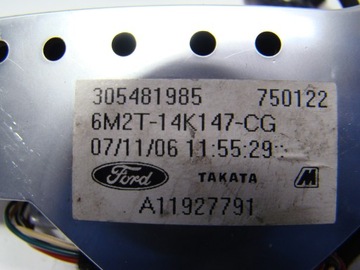 305481985 750122
6M2T-14K147-CG
07/11/06 11:55:29
Ford TAKATA M
A11927791